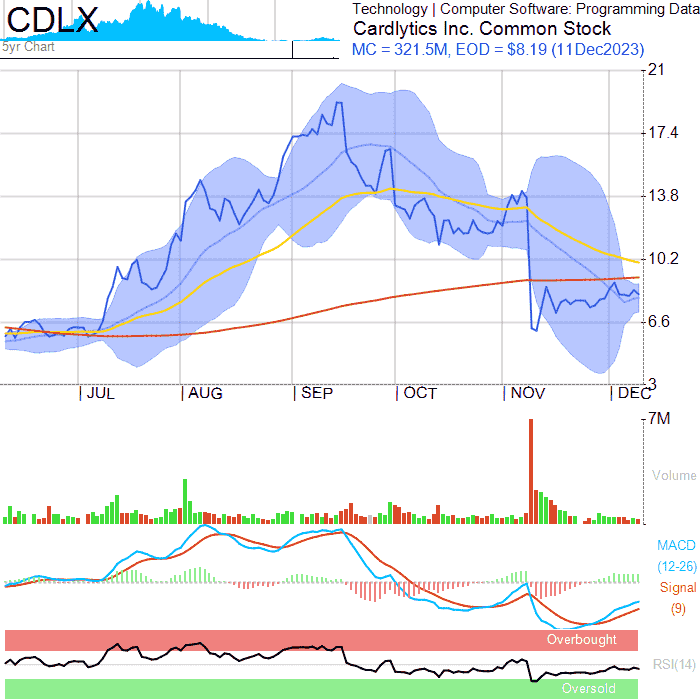 CDLX
5yr Chart
Technology | Computer Software: Programming Data
Cardlytics Inc. Common Stock
MC = 321.5M, EOD = $8.19 (11Dec2023)
21
17.4
13.8
10.2
6.6
3
JUL AUG SEP OCT NOV DEC
7M
Volume
MACD
(12-26)
Signal
(9)
Overbought
RSI(14)
Oversold